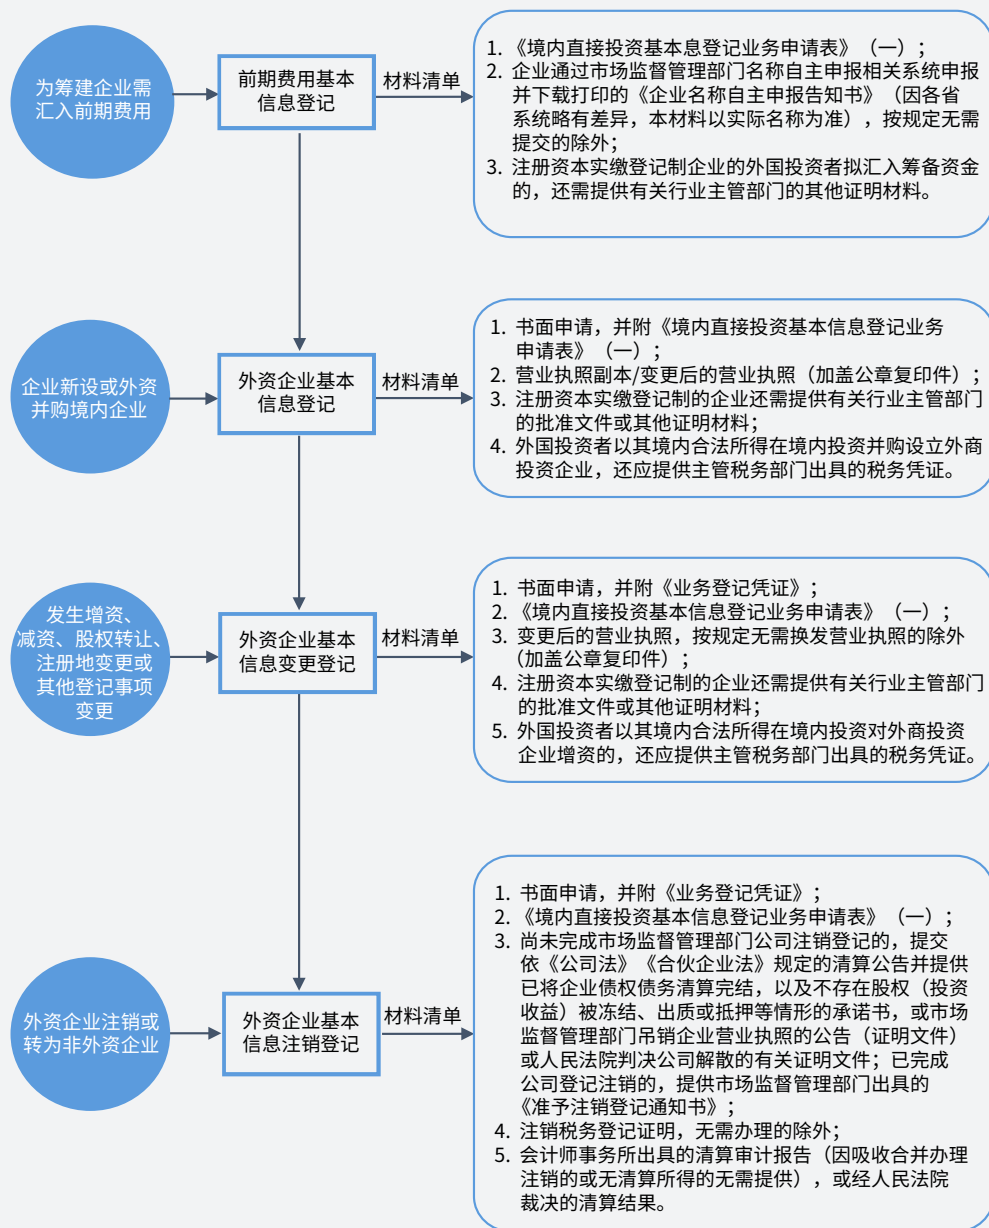 为筹建企业需
汇入前期费用
前期费用基本
信息登记
材料清单
1. 《境内直接投资基本息登记业务申请表》（一）；
2. 企业通过市场监督管理部门名称自主申报相关系统申报
并下载打印的《企业名称自主申报告知书》（因各省
系统略有差异，本材料以实际名称为准），按规定无需
提交的除外；
3. 注册资本实缴登记制企业的外国投资者拟汇入筹备资金
的，还需提供有关行业主管部门的其他证明材料。
企业新设或外资
并购境内企业
外资企业基本
信息登记
材料清单
1. 书面申请，并附《境内直接投资基本信息登记业务
申请表》（一）；
2. 营业执照副本/变更后的营业执照（加盖公章复印件）；
3. 注册资本实缴登记制的企业还需提供有关行业主管部门
的批准文件或其他证明材料；
4. 外国投资者以其境内合法所得在境内投资并购设立外商
投资企业，还应提供主管税务部门出具的税务凭证。
发生增资、
减资、股权转让、
注册地变更或
其他登记事项
变更
外资企业基本
信息变更登记
材料清单
1. 书面申请，并附《业务登记凭证》；
2. 《境内直接投资基本信息登记业务申请表》（一）；
3. 变更后的营业执照，按规定无需换发营业执照的除外
（加盖公章复印件）；
4. 注册资本实缴登记制的企业还需提供有关行业主管部门
的批准文件或其他证明材料；
5. 外国投资者以其境内合法所得在境内投资对外商投资
企业增资的，还应提供主管税务部门出具的税务凭证。
外资企业注销或
转为非外资企业
外资企业基本
信息注销登记
材料清单
1. 书面申请，并附《业务登记凭证》；
2. 《境内直接投资基本信息登记业务申请表》（一）；
3. 尚未完成市场监督管理部门公司注销登记的，提交
依《公司法》《合伙企业法》规定的清算公告并提供
已将企业债权债务清算完结，以及不存在股权（投资
收益）被冻结、出质或抵押等情形的承诺书，或市场
监督管理部门吊销企业营业执照的公告（证明文件）
或人民法院判决公司解散的有关证明文件；已完成
公司登记注销的，提供市场监督管理部门出具的
《准予注销登记通知书》；
4. 注销税务登记证明，无需办理的除外；
5. 会计师事务所出具的清算审计报告（因吸收合并办理
注销的或无清算所得的无需提供），或经人民法院
裁决的清算结果。